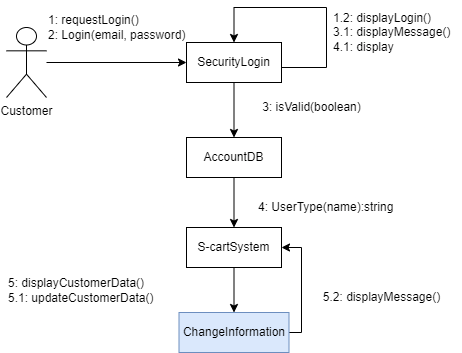 1: requestLogin()
2: Login(email, password)
1.2: displayLogin()
3.1: displayMessage()
4.1: display
SecurityLogin
Customer
3: isValid(boolean)
AccountDB
4: UserType(name):string
S-cartSystem
5: displayCustomerData()
5.1: updateCustomerData()
5.2: displayMessage()
ChangeInformation